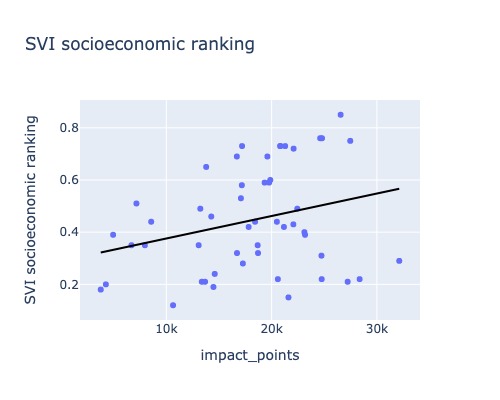 SVI socioeconomic ranking
0.8
0.6
0.4
0.2
SVI socioeconomic ranking
10k 20k 30k
impact_points